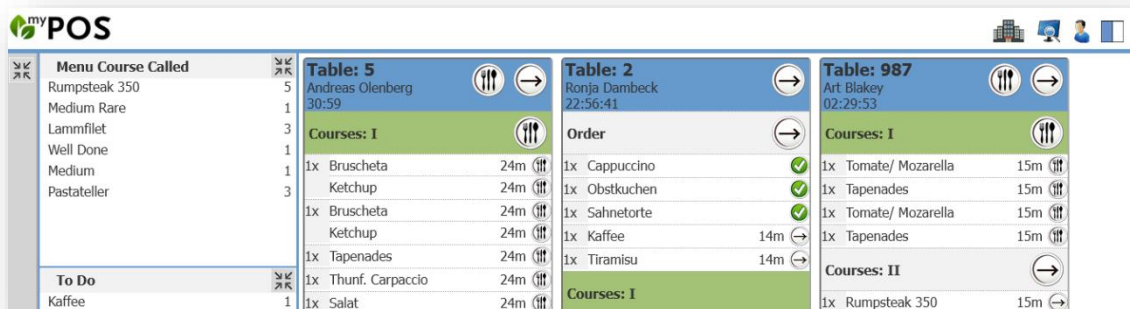 my POS
Menu Course Called
Rumpsteak 350 5
Medium Rare 1
Lammfilet 3
Well Done 1
Medium 1
Pastateller 3
To Do
Kaffee 1
Table: 5
Andreas Olenberg
30:59
Courses: I
1x Bruscheta 24m
Ketchup 24m
1x Bruscheta 24m
Ketchup 24m
1x Tapenades 24m
1x Thunf. Carpaccio 24m
1x Salat 24m
Table: 2
Ronja Dambeck
22:56:41
Order
1x Cappuccino
1x Obstkuchen
1x Sahnetorte
1x Kaffee 14m
1x Tiramisu 14m
Courses: I
Table: 987
Art Blakey
02:29:53
Courses: I
1x Tomate/ Mozarella 15m
1x Tapenades 15m
1x Tomate/ Mozarella 15m
1x Tapenades 15m
Courses: II
1x Rumpsteak 350 15m